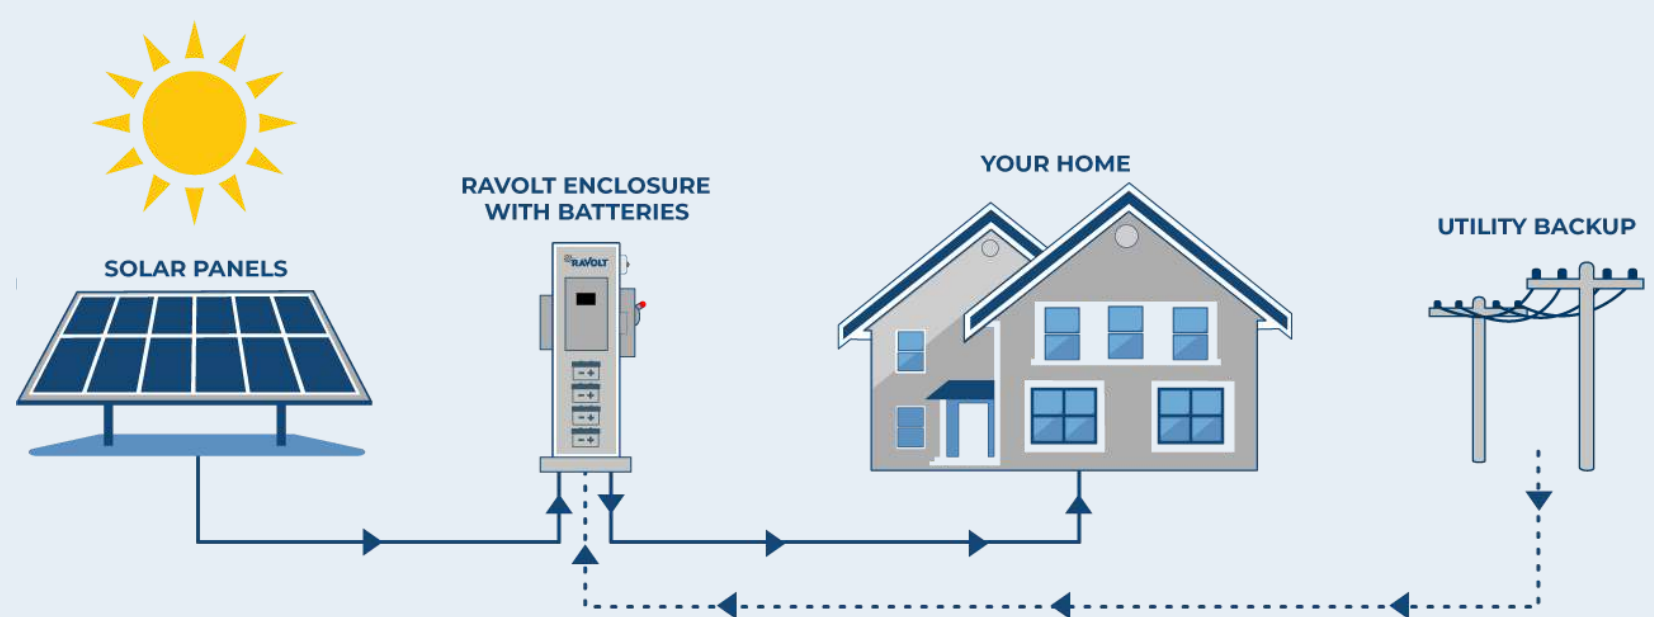 SOLAR PANELS
RAVOLT ENCLOSURE
WITH BATTERIES
RAVOLT
- +
- +
- +
- +
YOUR HOME
UTILITY BACKUP